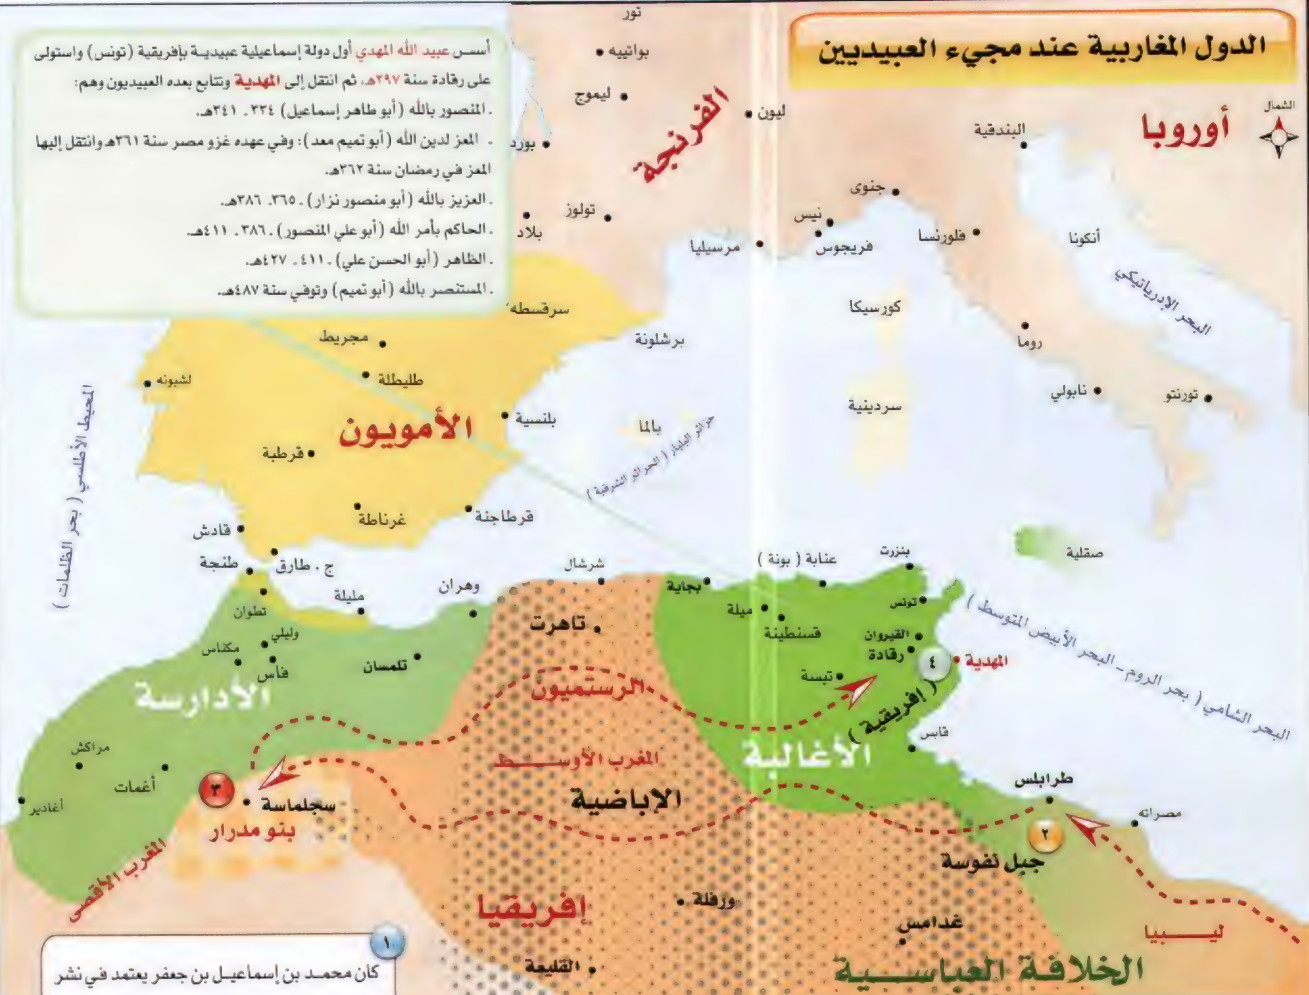 الدول المغاربية عند مجيء العبيديين
الشمال
أوروبا
أسس عبيد الله المهدي أول دولة إسماعيلية عبيدية بإفريقية (تونس) واستولى
على رقادة سنة ٢٩٧هـ، ثم انتقل إلى المهدية وتتابع بعده العبيديون وهم:
. المنصور بالله (أبو طاهر إسماعيل) ٣٣٤ . ٣٤١هـ.
. المعز لدين الله (أبو تميم معد): وفي عهده غزو مصر سنة ٣٦١هـ وانتقل إليها
المعز في رمضان سنة ٣٦٢هـ.
. العزيز بالله (أبو منصور نزار) . ٣٦٥. ٣٨٦هـ.
. الحاكم بأمر الله (أبو علي المنصور) . ٣٨٦. ٤١١هـ.
. الظاهر (أبو الحسن علي) . ٤١١ . ٤٢٧هـ.
. المستنصر بالله (أبو تميم) وتوفي سنة ٤٨٧هـ.
تور
بواتييه
ليموج
ليون
الفرنجة
البندقية
بورد
جنوى
تولوز
نيس
بلاد
مرسيليا
فريجوس
فلورنسا
أنكونا
البحر الإدرياتيكي
سرقسطه
كورسيكا
برشلونة
روما
مجريط
طليطلة
لشبونه
نابولي
تورنتو
سردينية
بالما
بلنسية
الأمويون
جزائر البليار ( الجزائر الشرقية )
قرطبة
المحيط الأطلسي ( بحر الظلمات )
غرناطة
قرطاجنة
قادش
ج . طارق
طنجة
صقلية
بنزرت
عنابة ( بونة )
شرشال
بجاية
وهران
مليلة
تطوان
تونس
ميلة
قسنطينة
تاهرت
القيروان
رقادة
وليلي
مكناس
فاس
تلمسان
٤
المهدية
تبسة
البحر الشامي ( بحر الروم - البحر الأبيض المتوسط )
الأدارسة
الرستميون
( إفريقية )
الأغالبة
قابس
مراكش
أغمات
أغادير
المغرب الأوسط
الإباضية
طرابلس
مصراته
٣
سجلماسة
بنو مدرار
٢
جبل نفوسة
المغرب الأقصى
إفريقيا
ورقلة
غدامس
ليبيا
القليعة
الخلافة العباسية
١
كان محمد بن إسماعيل بن جعفر يعتمد في نشر